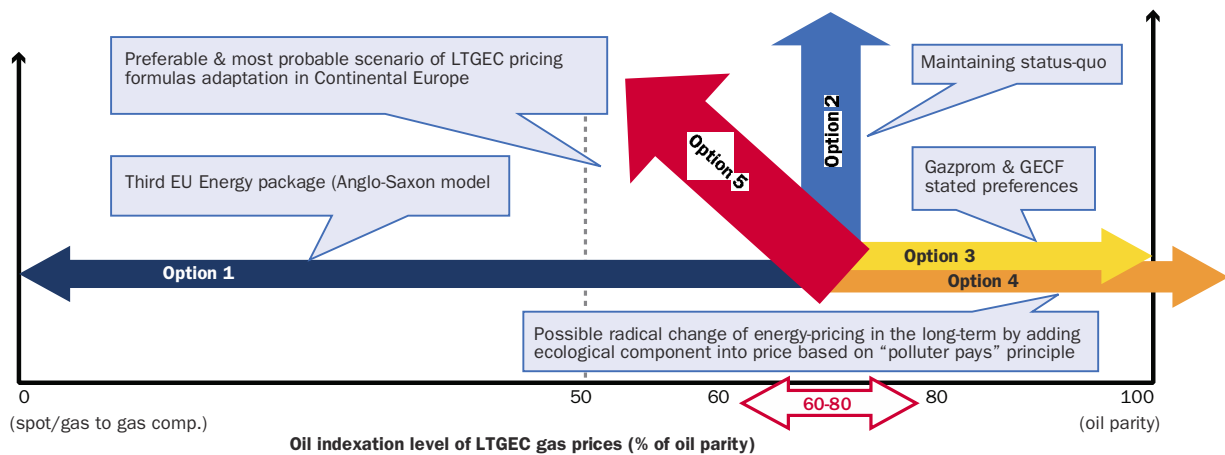 Preferable & most probable scenario of LTGEC pricing
formulas adaptation in Continental Europe
Maintaining status-quo
Option 2
Option 5
Third EU Energy package (Anglo-Saxon model
Gazprom & GECF
stated preferences
Option 3
Option 1
Option 4
Possible radical change of energy-pricing in the long-term by adding
ecological component into price based on “polluter pays” principle
0
50
60
60-80
80
100
(spot/gas to gas comp.)
(oil parity)
Oil indexation level of LTGEC gas prices (% of oil parity)